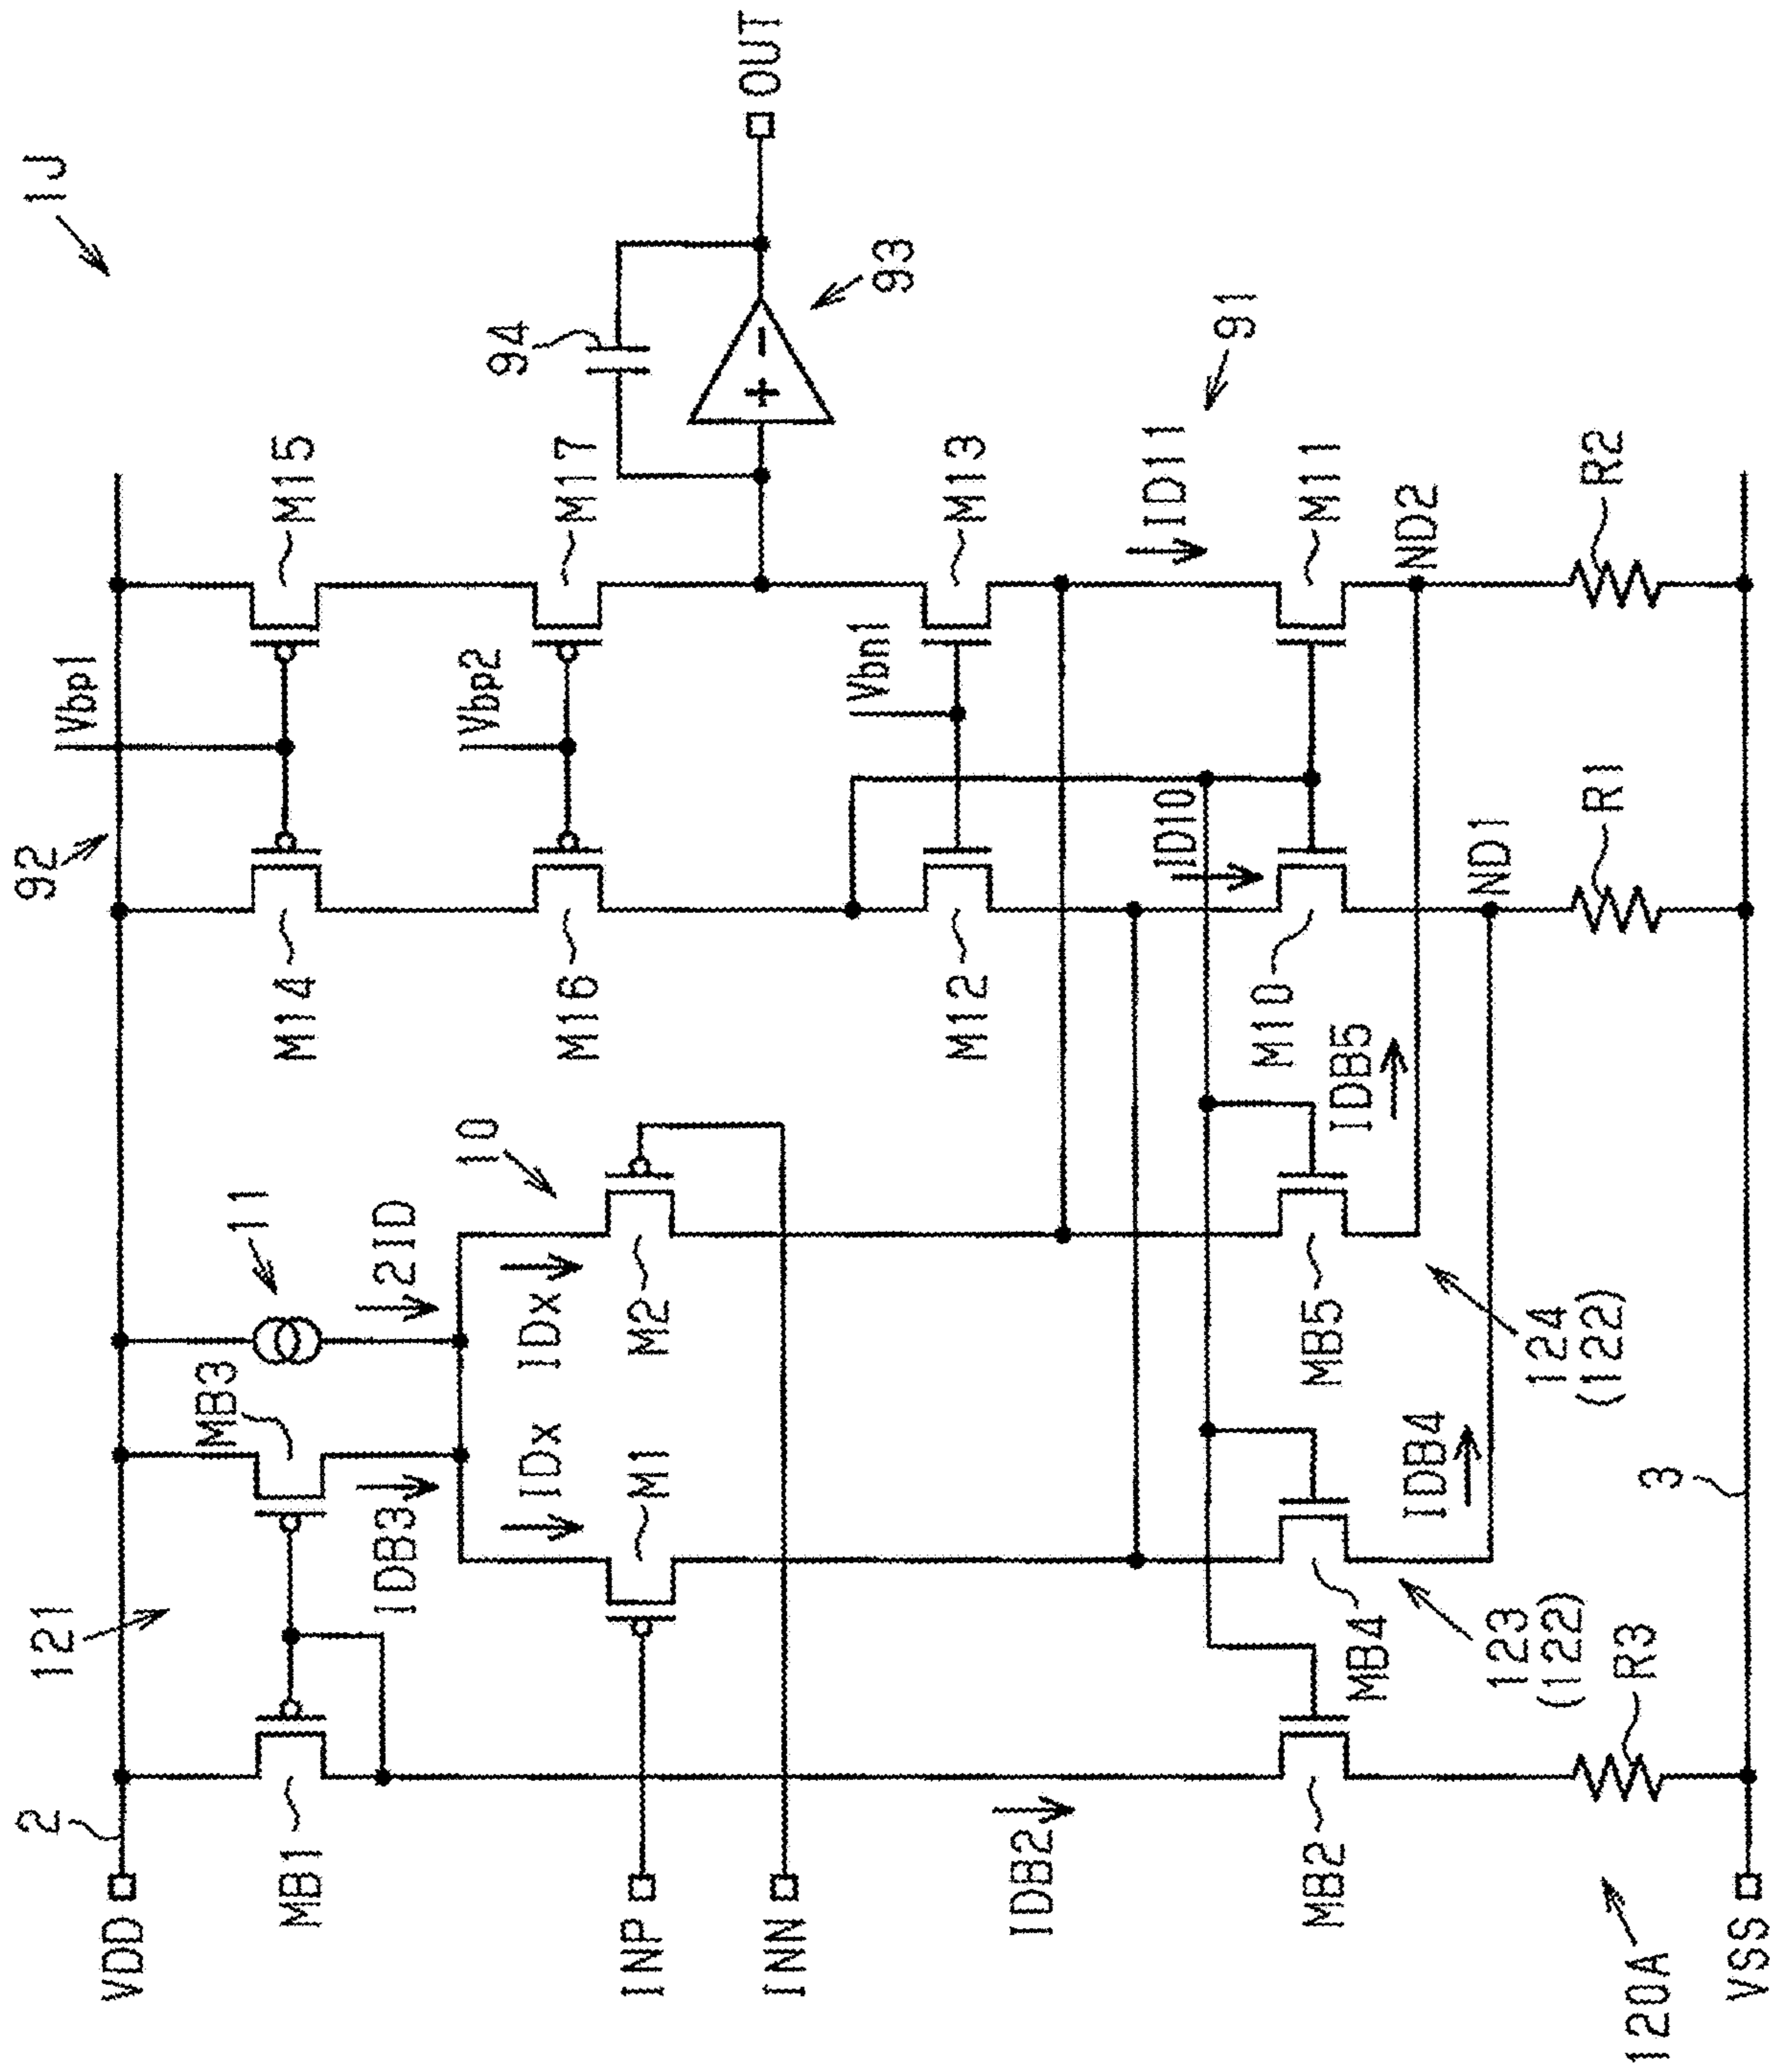 1J
92
Vbp1
M14
M15
Vbp2
M16
M17
94
93
OUT
Vbn1
M12
M13
ID10
ID11
91
M10
M11
ND1
ND2
R1
R2
2
VDD
121
MB3
11
MB1
IDB3
2ID
10
IDx
IDx
M1
M2
INP
INN
IDB2
IDB4
IDB5
MB2
MB4
MB5
123
(122)
124
(122)
R3
3
120A
VSS